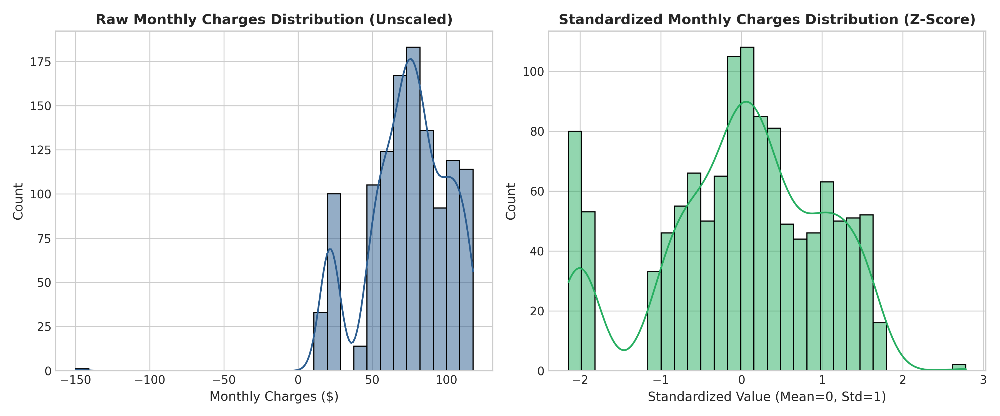 Raw Monthly Charges Distribution (Unscaled)
175
150
125
100
75
50
25
0
Count
−150 −100 −50 0 50 100
Monthly Charges ($)
Standardized Monthly Charges Distribution (Z-Score)
100
80
60
40
20
0
Count
−2 −1 0 1 2 3
Standardized Value (Mean=0, Std=1)